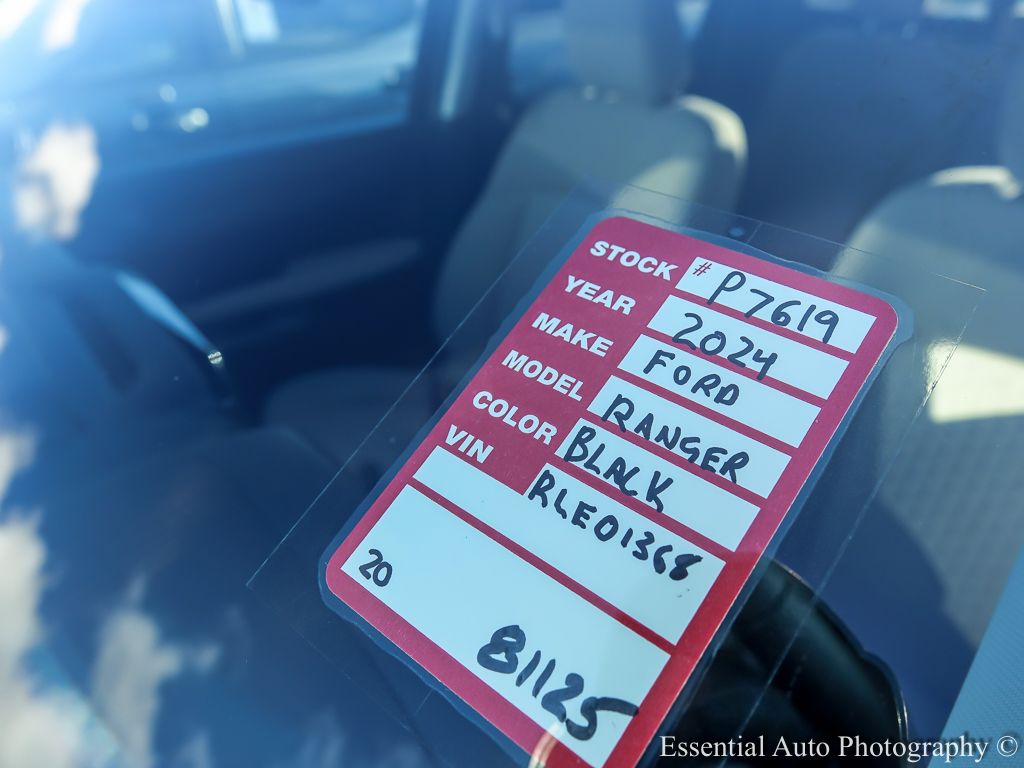 STOCK # P7619
YEAR 2024
MAKE FORD
MODEL RANGER
COLOR BLACK
VIN RLE01368
20
81125
Essential Auto Photography ©